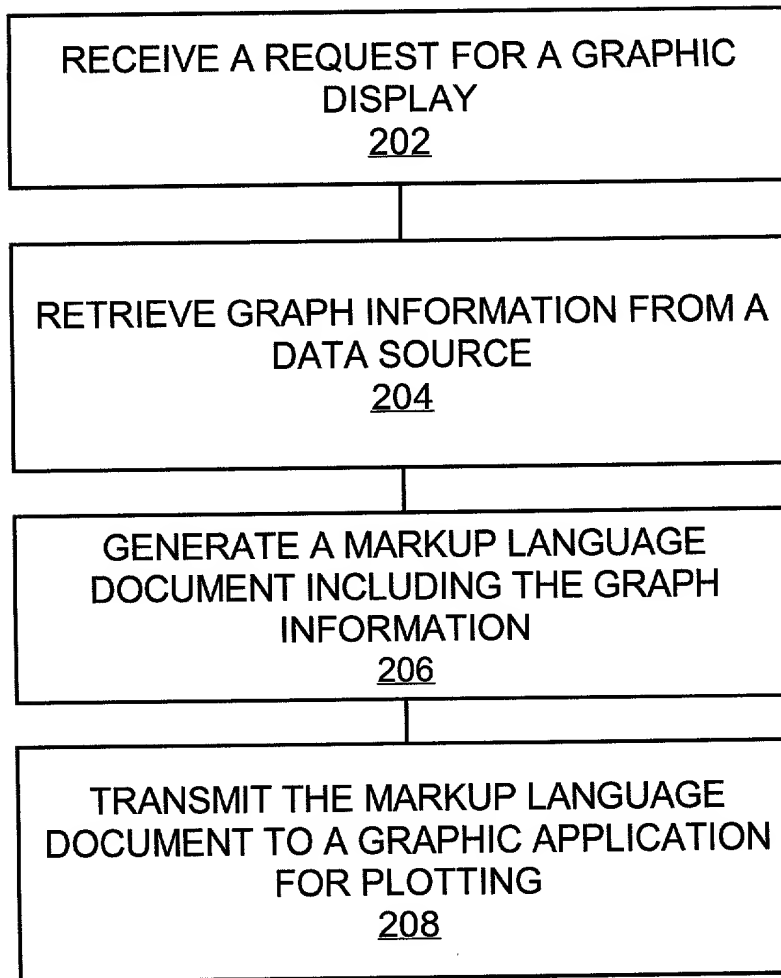 RECEIVE A REQUEST FOR A GRAPHIC
DISPLAY
202
RETRIEVE GRAPH INFORMATION FROM A
DATA SOURCE
204
GENERATE A MARKUP LANGUAGE
DOCUMENT INCLUDING THE GRAPH
INFORMATION
206
TRANSMIT THE MARKUP LANGUAGE
DOCUMENT TO A GRAPHIC APPLICATION
FOR PLOTTING
208